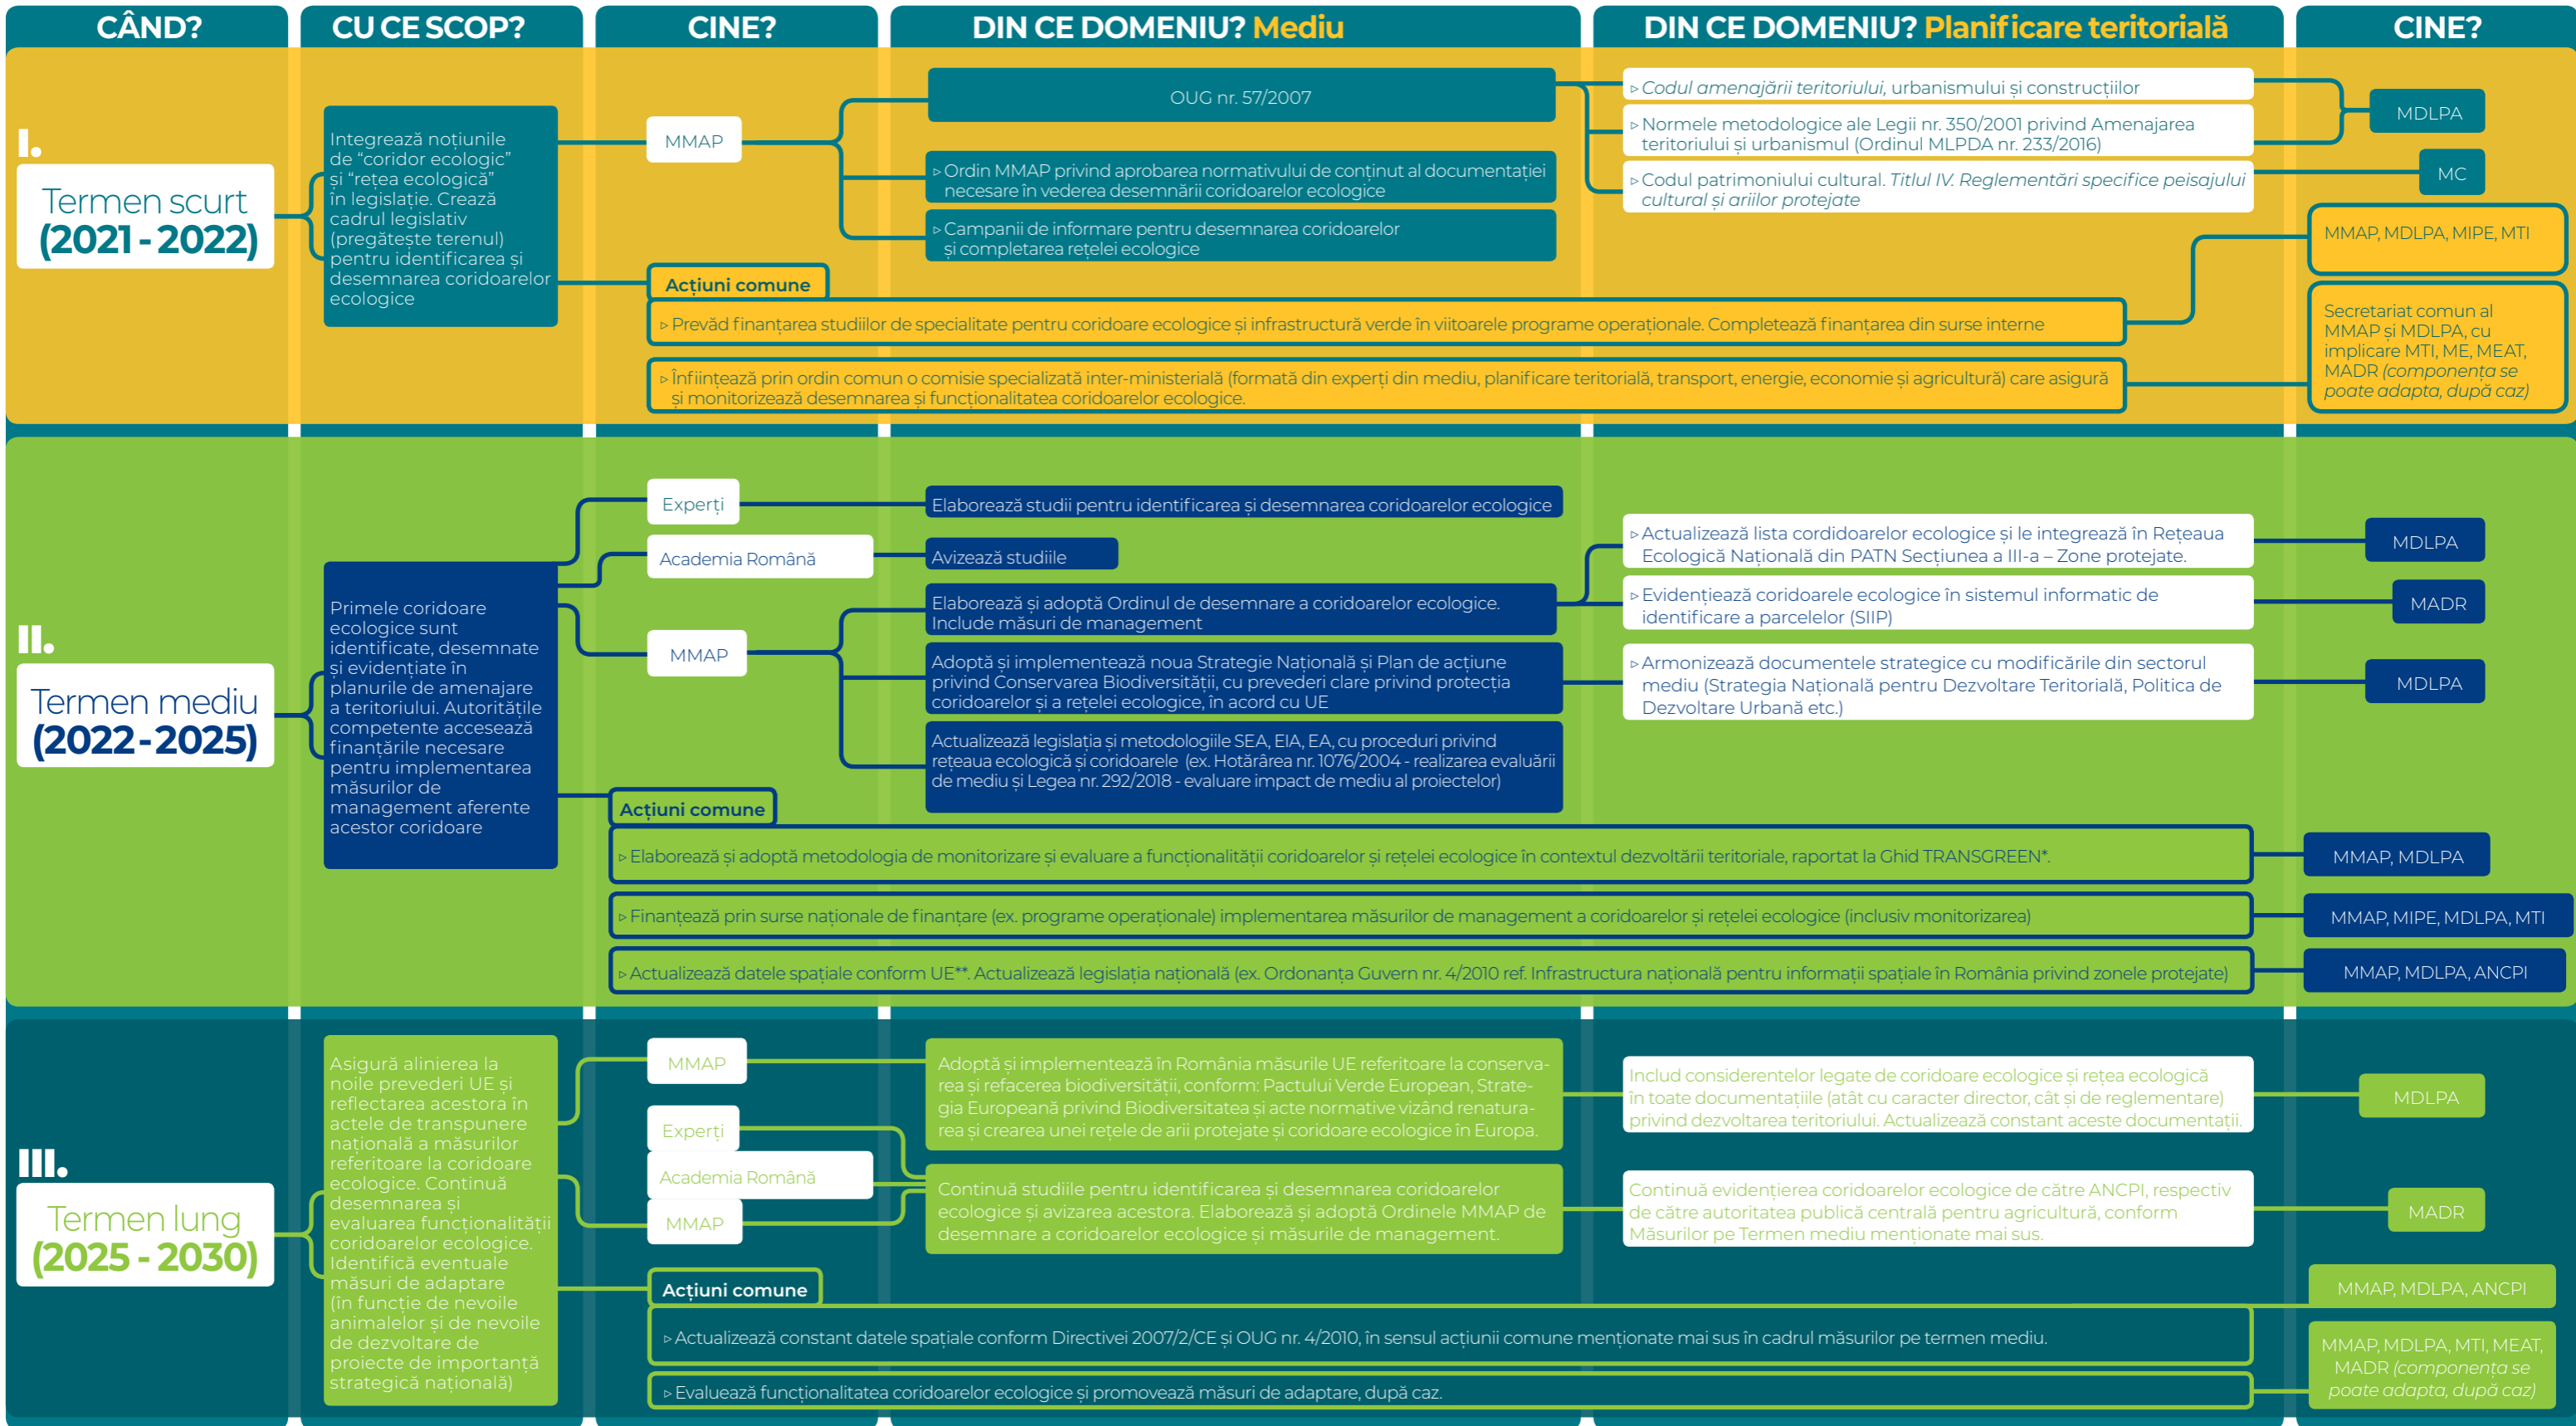 CÂND?
CU CE SCOP?
CINE?
DIN CE DOMENIU? Mediu
DIN CE DOMENIU? Planificare teritorială
CINE?
I.
Termen scurt
(2021 - 2022)
Integrează noțiunile
de “coridor ecologic”
și “rețea ecologică”
în legislație. Crează
cadrul legislativ
(pregătește terenul)
pentru identificarea și
desemnarea coridoarelor
ecologice
MMAP
OUG nr. 57/2007
▹ Ordin MMAP privind aprobarea normativului de conținut al documentației
necesare în vederea desemnării coridoarelor ecologice
▹ Campanii de informare pentru desemnarea coridoarelor
și completarea rețelei ecologice
▹ Codul amenajării teritoriului, urbanismului și construcțiilor
▹ Normele metodologice ale Legii nr. 350/2001 privind Amenajarea
teritoriului și urbanismul (Ordinul MLPDA nr. 233/2016)
▹ Codul patrimoniului cultural. Titlul IV. Reglementări specifice peisajului
cultural și ariilor protejate
MDLPA
MC
Acțiuni comune
▹ Prevăd finanțarea studiilor de specialitate pentru coridoare ecologice și infrastructură verde în viitoarele programe operaționale. Completează finanțarea din surse interne
MMAP, MDLPA, MIPE, MTI
▹ Înființează prin ordin comun o comisie specializată inter-ministerială (formată din experți din mediu, planificare teritorială, transport, energie, economie și agricultură) care asigură
și monitorizează desemnarea și funcționalitatea coridoarelor ecologice.
Secretariat comun al
MMAP și MDLPA, cu
implicare MTI, ME, MEAT,
MADR (componența se
poate adapta, după caz)
II.
Termen mediu
(2022 - 2025)
Primele coridoare
ecologice sunt
identificate, desemnate
și evidențiate în
planurile de amenajare
a teritoriului. Autoritățile
competente accesează
finanțările necesare
pentru implementarea
măsurilor de
management aferente
acestor coridoare
Experți
Elaborează studii pentru identificarea și desemnarea coridoarelor ecologice
Academia Română
Avizează studiile
MMAP
Elaborează și adoptă Ordinul de desemnare a coridoarelor ecologice.
Include măsuri de management
Adoptă și implementează noua Strategie Națională și Plan de acțiune
privind Conservarea Biodiversității, cu prevederi clare privind protecția
coridoarelor și a rețelei ecologice, în acord cu UE
Actualizează legislația și metodologiile SEA, EIA, EA, cu proceduri privind
rețeaua ecologică și coridoarele (ex. Hotărârea nr. 1076/2004 - realizarea evaluării
de mediu și Legea nr. 292/2018 - evaluare impact de mediu al proiectelor)
▹ Actualizează lista cordidoarelor ecologice și le integrează în Rețeaua
Ecologică Națională din PATN Secțiunea a III-a – Zone protejate.
MDLPA
▹ Evidențiează coridoarele ecologice în sistemul informatic de
identificare a parcelelor (SIIP)
MADR
▹ Armonizează documentele strategice cu modificările din sectorul
mediu (Strategia Națională pentru Dezvoltare Teritorială, Politica de
Dezvoltare Urbană etc.)
MDLPA
Acțiuni comune
▹ Elaborează și adoptă metodologia de monitorizare și evaluare a funcționalității coridoarelor și rețelei ecologice în contextul dezvoltării teritoriale, raportat la Ghid TRANSGREEN*.
MMAP, MDLPA
▹ Finanțează prin surse naționale de finanțare (ex. programe operaționale) implementarea măsurilor de management a coridoarelor și rețelei ecologice (inclusiv monitorizarea)
MMAP, MIPE, MDLPA, MTI
▹ Actualizează datele spațiale conform UE**. Actualizează legislația națională (ex. Ordonanța Guvern nr. 4/2010 ref. Infrastructura națională pentru informații spațiale în România privind zonele protejate)
MMAP, MDLPA, ANCPI
III.
Termen lung
(2025 - 2030)
Asigură alinierea la
noile prevederi UE și
reflectarea acestora în
actele de transpunere
națională a măsurilor
referitoare la coridoare
ecologice. Continuă
desemnarea și
evaluarea funcționalității
coridoarelor ecologice.
Identifică eventuale
măsuri de adaptare
(în funcție de nevoile
animalelor și de nevoile
de dezvoltare de
proiecte de importanță
strategică națională)
MMAP
Experți
Academia Română
MMAP
Adoptă și implementează în România măsurile UE referitoare la conserva-
rea și refacerea biodiversității, conform: Pactului Verde European, Strate-
gia Europeană privind Biodiversitatea și acte normative vizând renatura-
rea și crearea unei rețele de arii protejate și coridoare ecologice în Europa.
Continuă studiile pentru identificarea și desemnarea coridoarelor
ecologice și avizarea acestora. Elaborează și adoptă Ordinele MMAP de
desemnare a coridoarelor ecologice și măsurile de management.
Includ considerentelor legate de coridoare ecologice și rețea ecologică
în toate documentațiile (atât cu caracter director, cât și de reglementare)
privind dezvoltarea teritoriului. Actualizează constant aceste documentații.
MDLPA
Continuă evidențierea coridoarelor ecologice de către ANCPI, respectiv
de către autoritatea publică centrală pentru agricultură, conform
Măsurilor pe Termen mediu menționate mai sus.
MADR
Acțiuni comune
▹ Actualizează constant datele spațiale conform Directivei 2007/2/CE și OUG nr. 4/2010, în sensul acțiunii comune menționate mai sus în cadrul măsurilor pe termen mediu.
MMAP, MDLPA, ANCPI
▹ Evaluează funcționalitatea coridoarelor ecologice și promovează măsuri de adaptare, după caz.
MMAP, MDLPA, MTI, MEAT,
MADR (componența se
poate adapta, după caz)